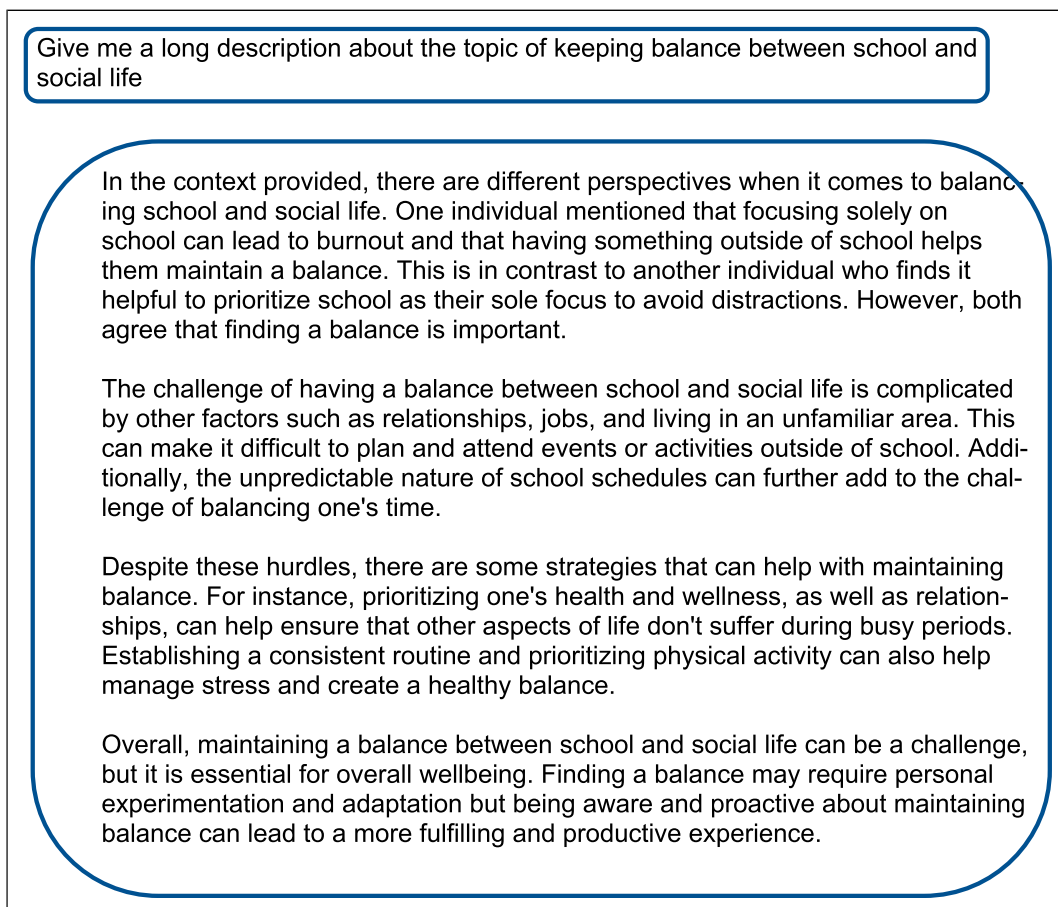 Give me a long description about the topic of keeping balance between school and
social life
In the context provided, there are different perspectives when it comes to balanc-
ing school and social life. One individual mentioned that focusing solely on
school can lead to burnout and that having something outside of school helps
them maintain a balance. This is in contrast to another individual who finds it
helpful to prioritize school as their sole focus to avoid distractions. However, both
agree that finding a balance is important.
The challenge of having a balance between school and social life is complicated
by other factors such as relationships, jobs, and living in an unfamiliar area. This
can make it difficult to plan and attend events or activities outside of school. Addi-
tionally, the unpredictable nature of school schedules can further add to the chal-
lenge of balancing one's time.
Despite these hurdles, there are some strategies that can help with maintaining
balance. For instance, prioritizing one's health and wellness, as well as relation-
ships, can help ensure that other aspects of life don't suffer during busy periods.
Establishing a consistent routine and prioritizing physical activity can also help
manage stress and create a healthy balance.
Overall, maintaining a balance between school and social life can be a challenge,
but it is essential for overall wellbeing. Finding a balance may require personal
experimentation and adaptation but being aware and proactive about maintaining
balance can lead to a more fulfilling and productive experience.